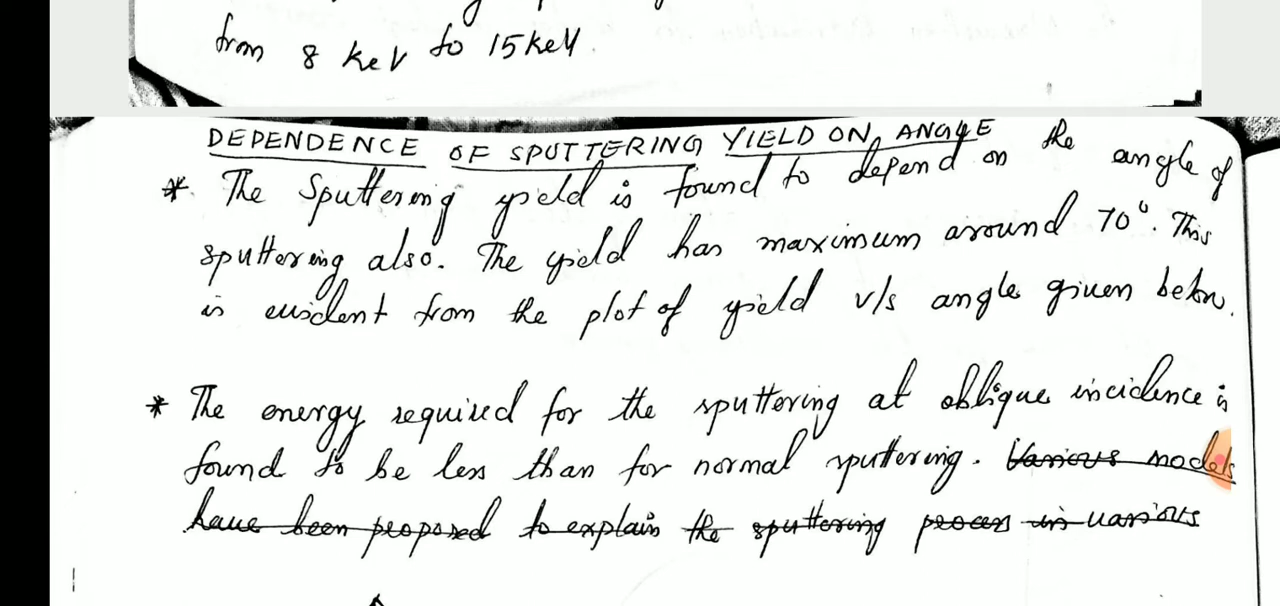 from 8 keV to 15 keV.
DEPENDENCE OF SPUTTERING YIELD ON ANGLE
* The Sputtering yield is found to depend on the angle of
sputtering also. The yield has maximum around 70°. This
is evident from the plot of yield v/s angle given below.
* The energy required for the sputtering at oblique incidence is
found to be less than for normal sputtering. Various models
have been proposed to explain the sputtering process in various